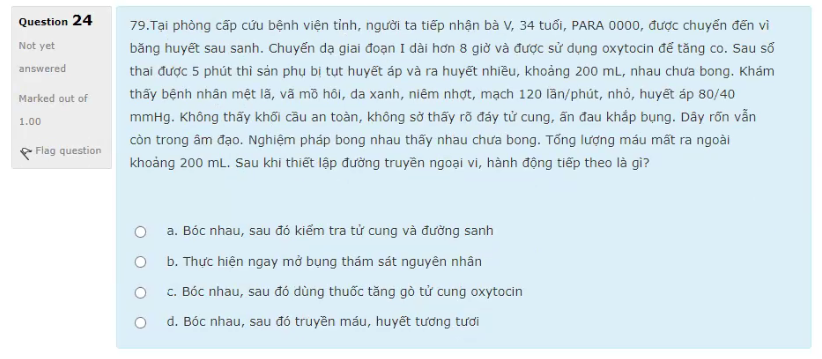 Question 24
Not yet
answered
Marked out of
1.00
Flag question
79.Tại phòng cấp cứu bệnh viện tỉnh, người ta tiếp nhận bà V, 34 tuổi, PARA 0000, được chuyển đến vì
băng huyết sau sanh. Chuyển dạ giai đoạn I dài hơn 8 giờ và được sử dụng oxytocin để tăng co. Sau sổ
thai được 5 phút thì sản phụ bị tụt huyết áp và ra huyết nhiều, khoảng 200 mL, nhau chưa bong. Khám
thấy bệnh nhân mệt lã, vã mồ hôi, da xanh, niêm nhợt, mạch 120 lần/phút, nhỏ, huyết áp 80/40
mmHg. Không thấy khối cầu an toàn, không sờ thấy rõ đáy tử cung, ấn đau khắp bụng. Dây rốn vẫn
còn trong âm đạo. Nghiệm pháp bong nhau thấy nhau chưa bong. Tổng lượng máu mất ra ngoài
khoảng 200 mL. Sau khi thiết lập đường truyền ngoại vi, hành động tiếp theo là gì?
a. Bóc nhau, sau đó kiểm tra tử cung và đường sanh
b. Thực hiện ngay mở bụng thám sát nguyên nhân
c. Bóc nhau, sau đó dùng thuốc tăng gò tử cung oxytocin
d. Bóc nhau, sau đó truyền máu, huyết tương tươi